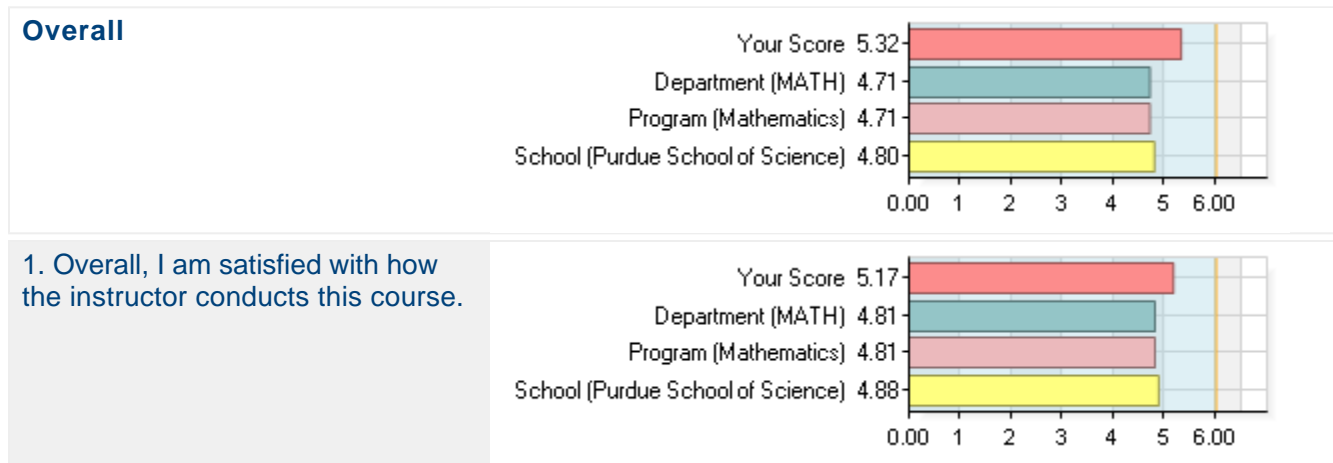 Overall
Your Score 5.32
Department (MATH) 4.71
Program (Mathematics) 4.71
School (Purdue School of Science) 4.80
0.00 1 2 3 4 5 6.00
1. Overall, I am satisfied with how
the instructor conducts this course.
Your Score 5.17
Department (MATH) 4.81
Program (Mathematics) 4.81
School (Purdue School of Science) 4.88
0.00 1 2 3 4 5 6.00